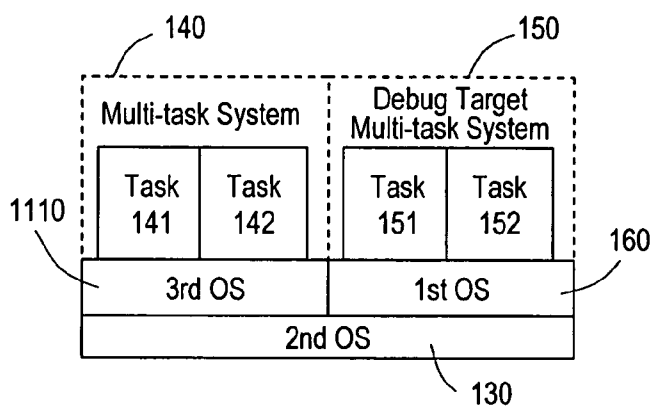 140
150
Multi-task System
Debug Target
Multi-task System
Task
141
Task
142
Task
151
Task
152
1110
160
3rd OS
1st OS
2nd OS
130